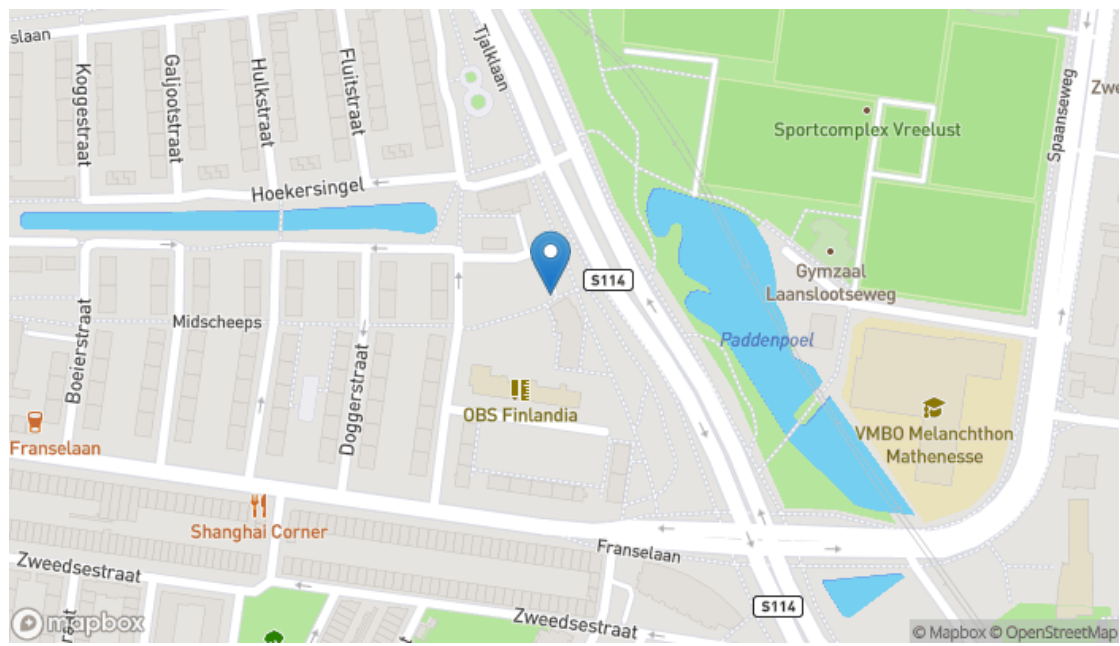 slaan
Koggestraat
Galjootstraat
Hulkstraat
Fluitstraat
Tjalklaan
Spaanseweg
Zwe
Sportcomplex Vreelust
Hoekersingel
S114
Gymzaal
Laanslootseweg
Boeierstraat
Midscheeps
Doggerstraat
Paddenpoel
OBS Finlandia
VMBO Melanchthon
Mathenesse
Franselaan
Shanghai Corner
Franselaan
Zweedsestraat
S114
Zweedsestraat
raat
mapbox
© Mapbox © OpenStreetMap